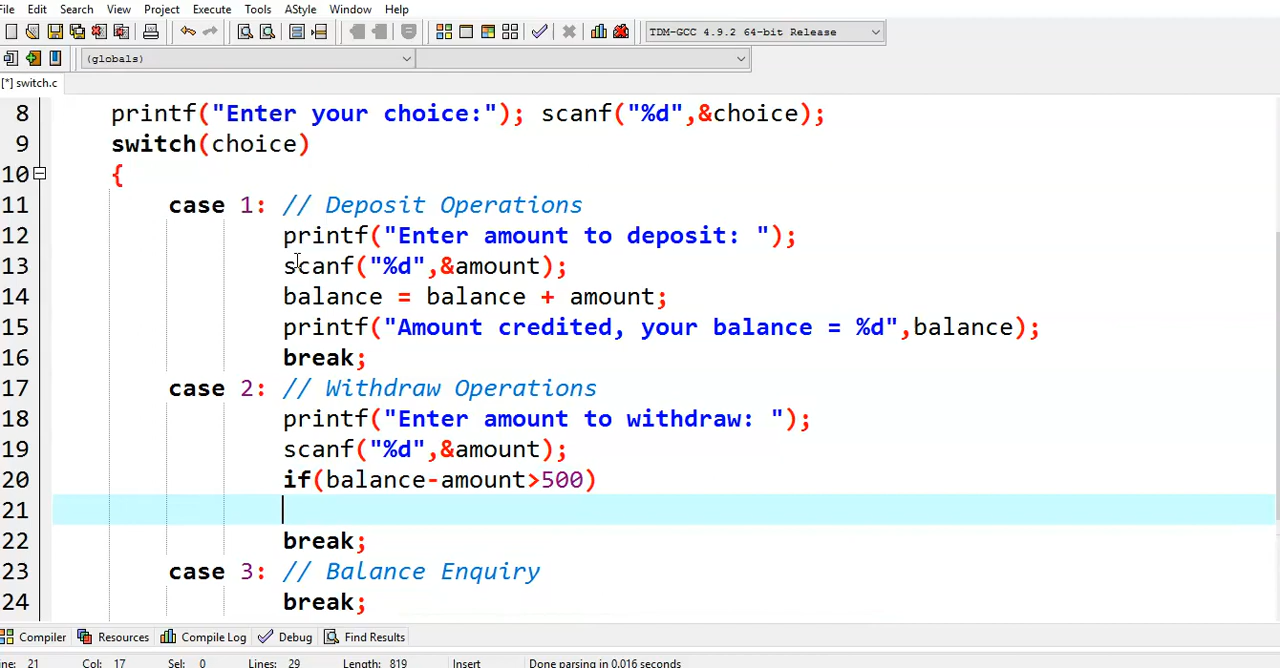 File Edit Search View Project Execute Tools AStyle Window Help
TDM-GCC 4.9.2 64-bit Release
(globals)
[*] switch.c
8 printf("Enter your choice:"); scanf("%d",&choice);
9 switch(choice)
10 {
11 case 1: // Deposit Operations
12 printf("Enter amount to deposit: ");
13 scanf("%d",&amount);
14 balance = balance + amount;
15 printf("Amount credited, your balance = %d",balance);
16 break;
17 case 2: // Withdraw Operations
18 printf("Enter amount to withdraw: ");
19 scanf("%d",&amount);
20 if(balance-amount>500)
21
22 break;
23 case 3: // Balance Enquiry
24 break;
Compiler Resources Compile Log Debug Find Results
ine: 21 Col: 17 Sel: 0 Lines: 29 Length: 819 Insert Done parsing in 0.016 seconds